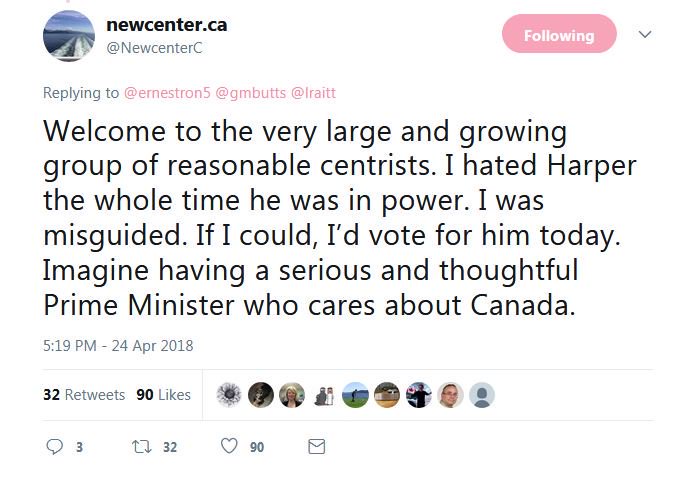 newcenter.ca
@NewcenterC
Following
Replying to @ernestron5 @gmbutts @lraitt
Welcome to the very large and growing
group of reasonable centrists. I hated Harper
the whole time he was in power. I was
misguided. If I could, I'd vote for him today.
Imagine having a serious and thoughtful
Prime Minister who cares about Canada.
5:19 PM - 24 Apr 2018
32 Retweets 90 Likes
3 32 90